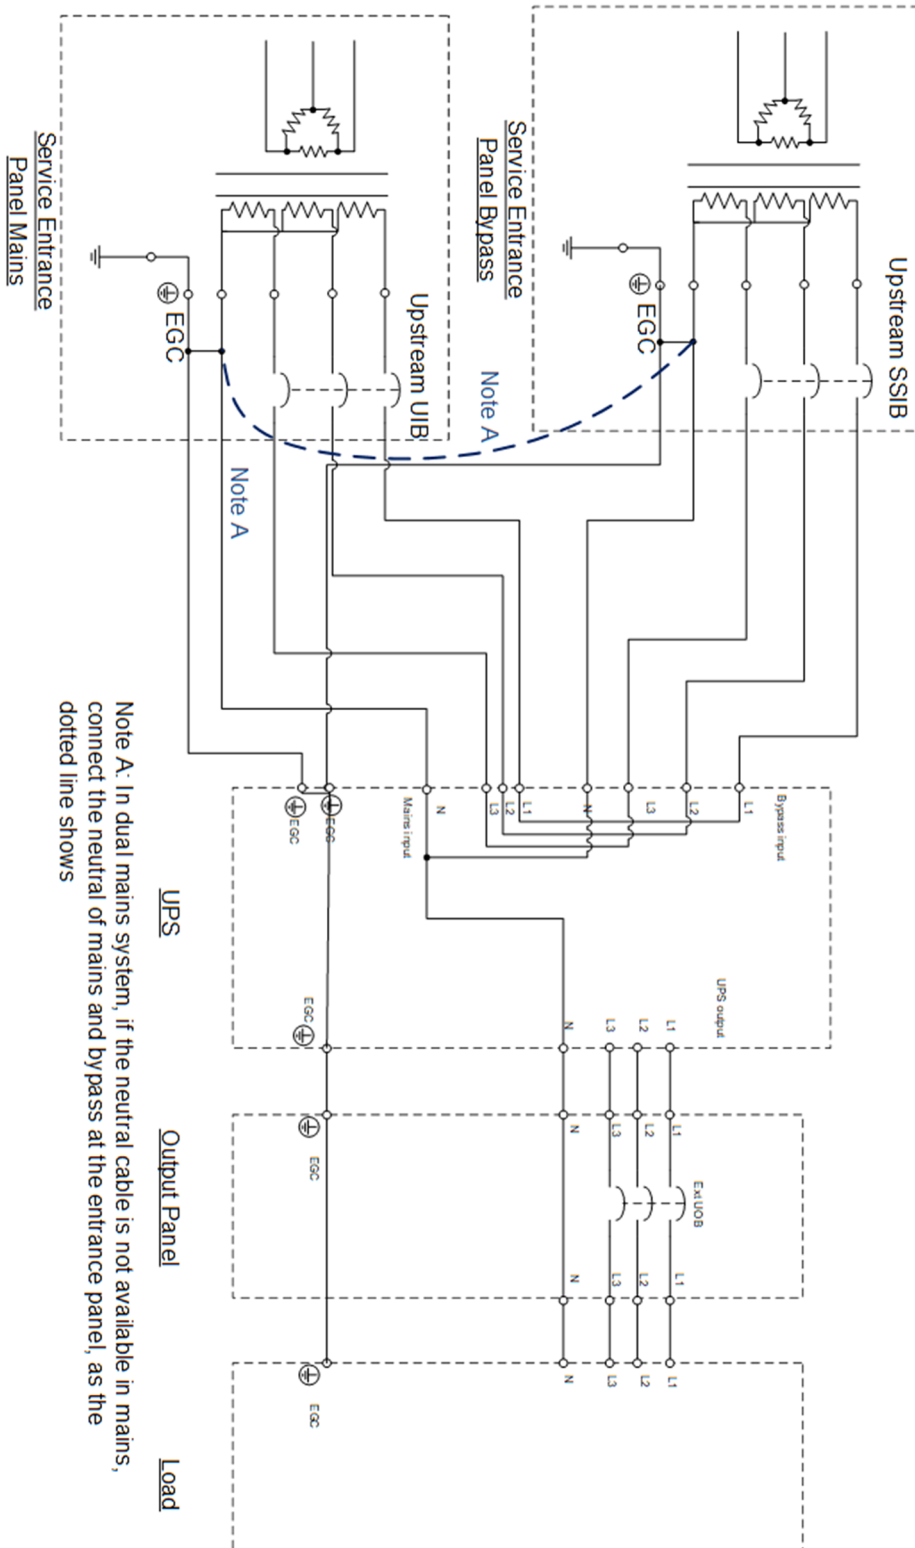 Service Entrance
Panel Bypass
Upstream SSIB
EGC
Note A
Service Entrance
Panel Mains
Upstream UIB
EGC
Note A
Bypass input
L1
L2
L3
N
L1
L2
L3
N
Mains input
EGC
EGC
UPS
UPS output
L1
L2
L3
N
EGC
L1
L2
L3
N
EGC
Ext UOB
L1
L2
L3
N
Output Panel
L1
L2
L3
N
EGC
Load
Note A: In dual mains system, if the neutral cable is not available in mains,
connect the neutral of mains and bypass at the entrance panel, as the
dotted line shows